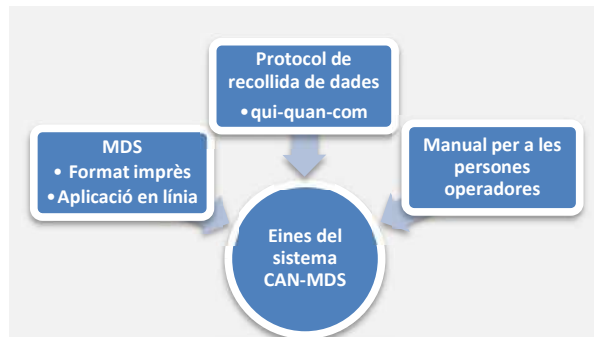 Protocol de
recollida de dades
•qui-quan-com
MDS
• Format imprès
•Aplicació en línia
Manual per a les
persones
operadores
Eines del
sistema
CAN-MDS